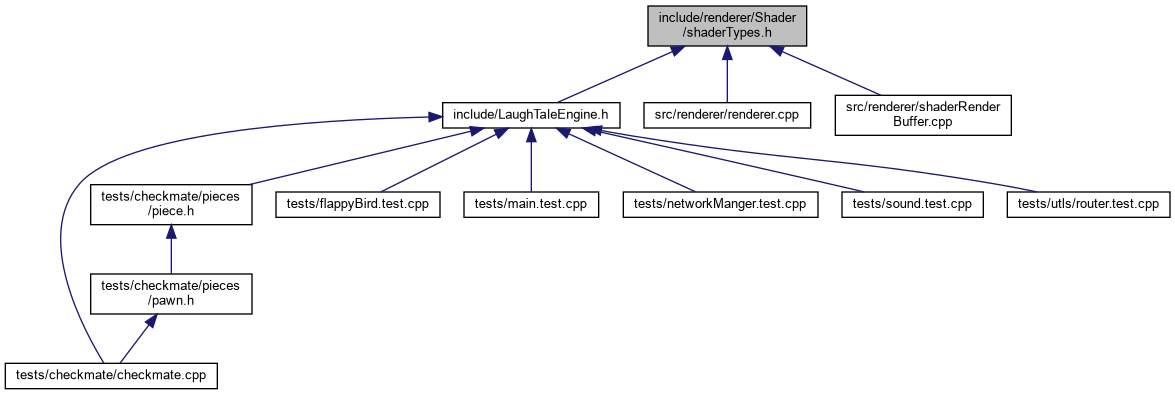 include/renderer/Shader
/shaderTypes.h
include/LaughTaleEngine.h
src/renderer/renderer.cpp
src/renderer/shaderRender
Buffer.cpp
tests/checkmate/pieces
/piece.h
tests/flappyBird.test.cpp
tests/main.test.cpp
tests/networkManger.test.cpp
tests/sound.test.cpp
tests/utls/router.test.cpp
tests/checkmate/pieces
/pawn.h
tests/checkmate/checkmate.cpp